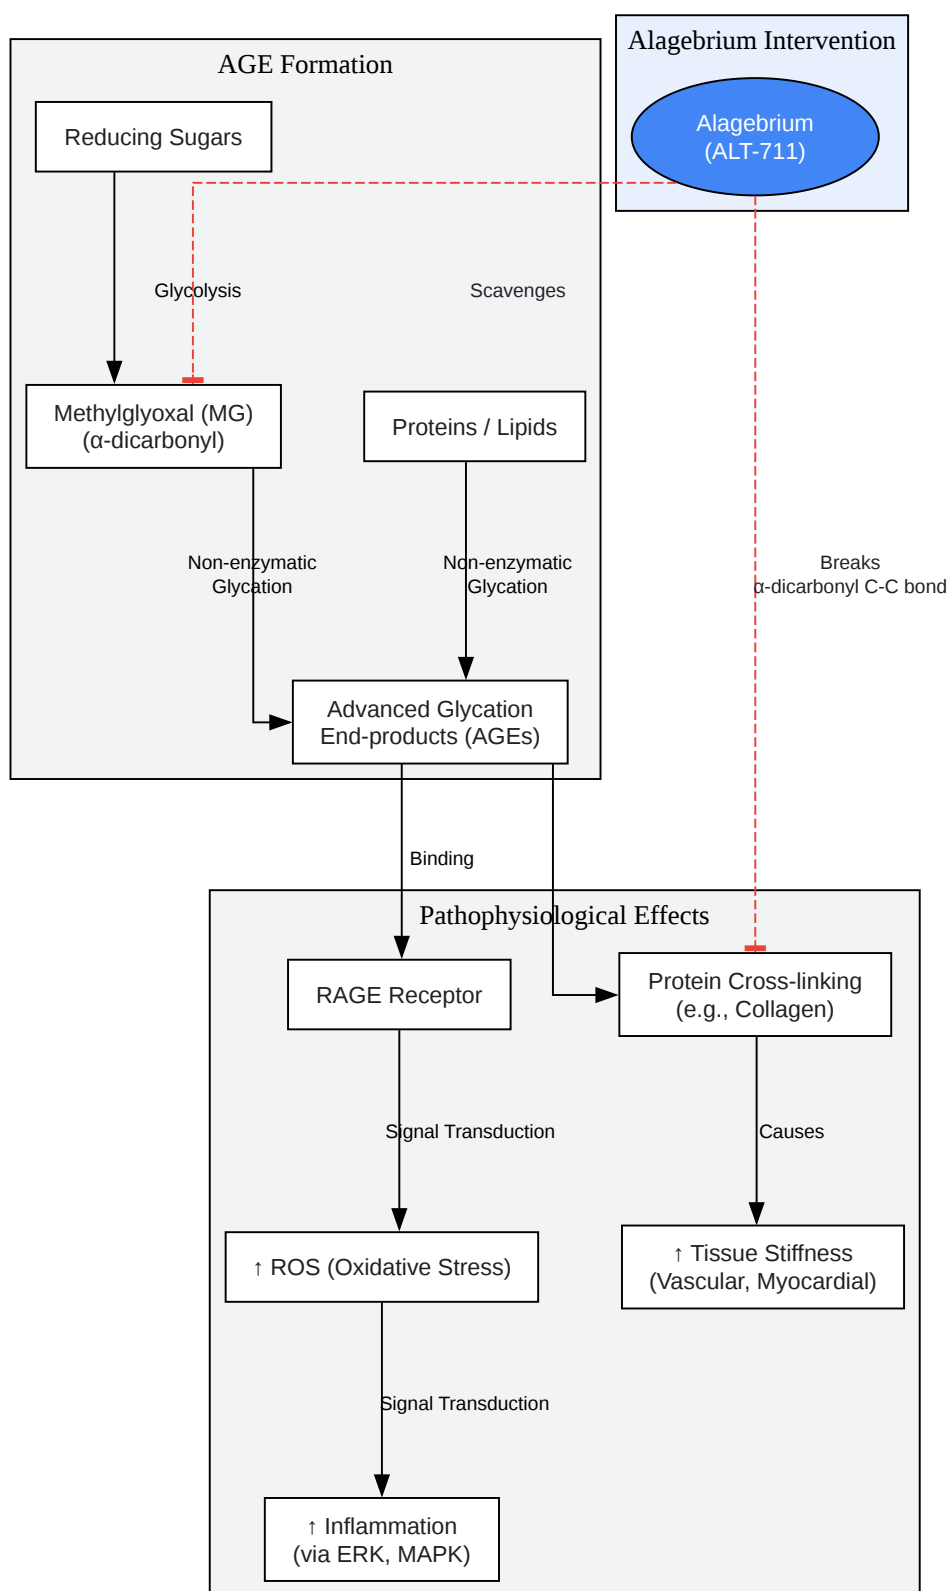 Alagebrium Intervention
AGE Formation
Alagebrium
(ALT-711)
Reducing Sugars
Glycolysis
Scavenges
Methylglyoxal (MG)
(α-dicarbonyl)
Proteins / Lipids
Non-enzymatic
Glycation
Non-enzymatic
Glycation
Breaks
α-dicarbonyl C-C bond
Advanced Glycation
End-products (AGEs)
Binding
Pathophysiological Effects
RAGE Receptor
Protein Cross-linking
(e.g., Collagen)
Signal Transduction
Causes
↑ ROS (Oxidative Stress)
↑ Tissue Stiffness
(Vascular, Myocardial)
Signal Transduction
↑ Inflammation
(via ERK, MAPK)